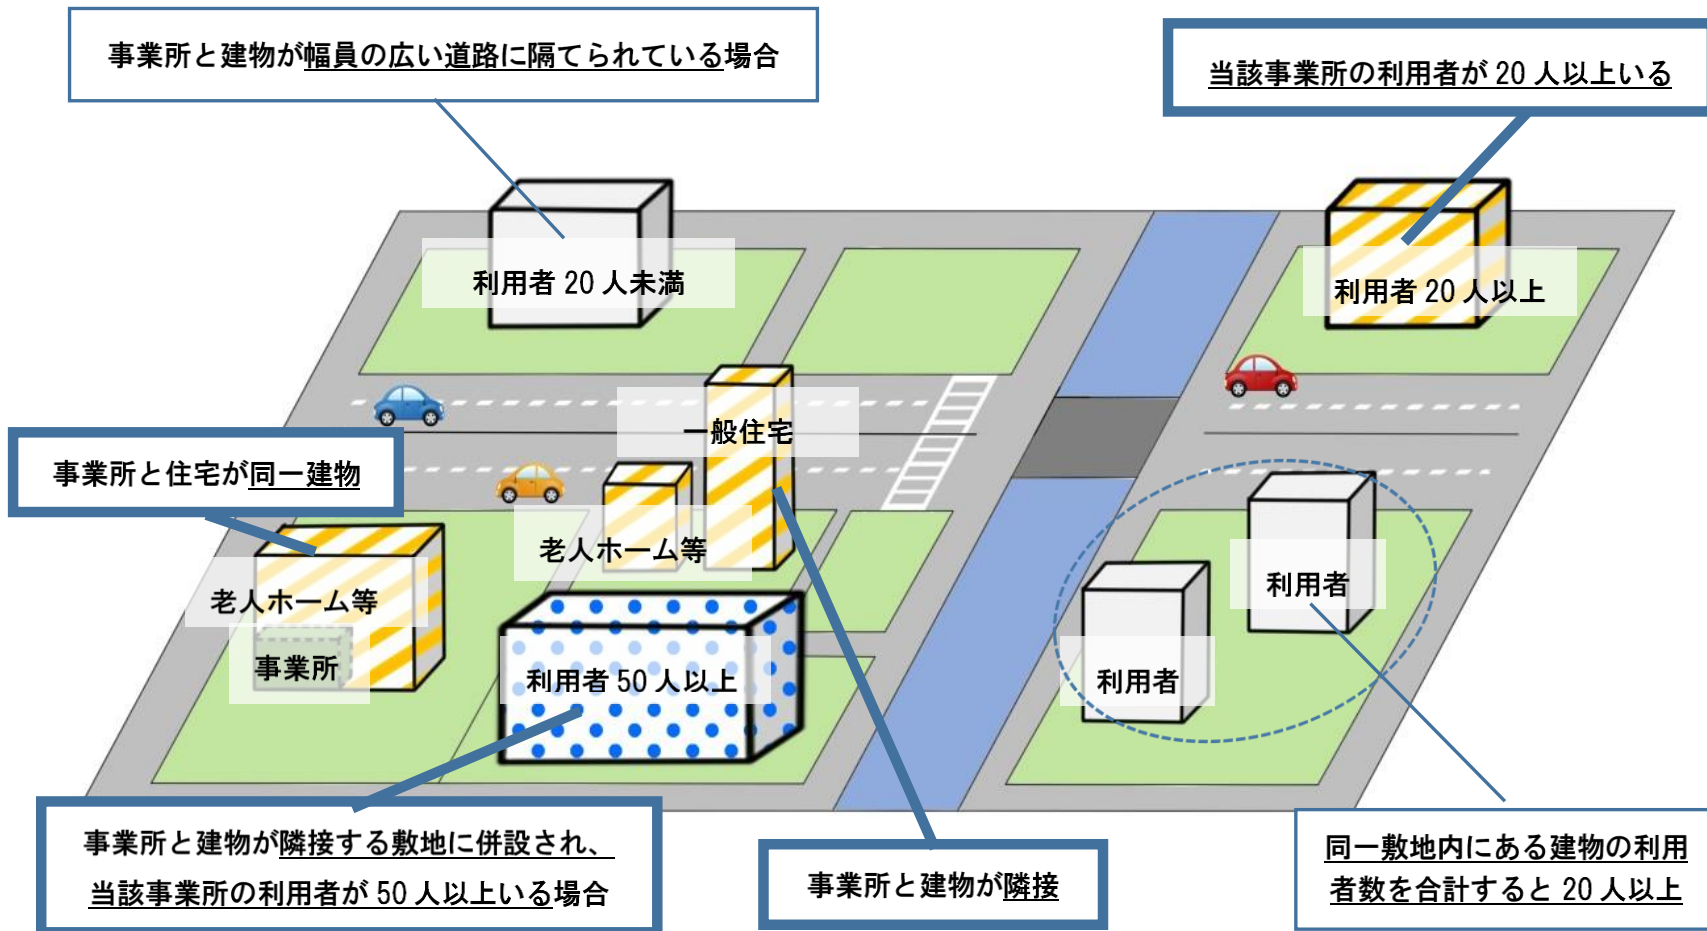 事業所と建物が幅員の広い道路に隔てられている場合
当該事業所の利用者が 20 人以上いる
利用者 20 人未満
利用者 20 人以上
一般住宅
事業所と住宅が同一建物
老人ホーム等
老人ホーム等
事業所
利用者 50 人以上
利用者
利用者
事業所と建物が隣接する敷地に併設され、
当該事業所の利用者が 50 人以上いる場合
事業所と建物が隣接
同一敷地内にある建物の利用
者数を合計すると 20 人以上